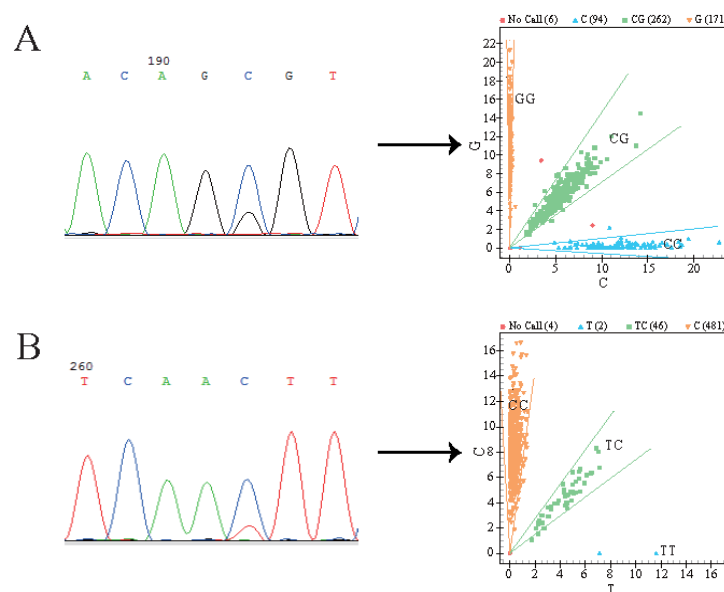 A
190
A C A G C G T
No Call (6) C (94) CG (262) G (171
22
20
18
16
14
12
10
8
6
4
2
0
G
GG
CG
CC
0 5 10 15 20
C
B
260
T C A A C T T
No Call (4) T (2) TC (46) C (481)
16
14
12
10
8
6
4
2
0
C
CC
TC
TT
0 2 4 6 8 10 12 14 16
T